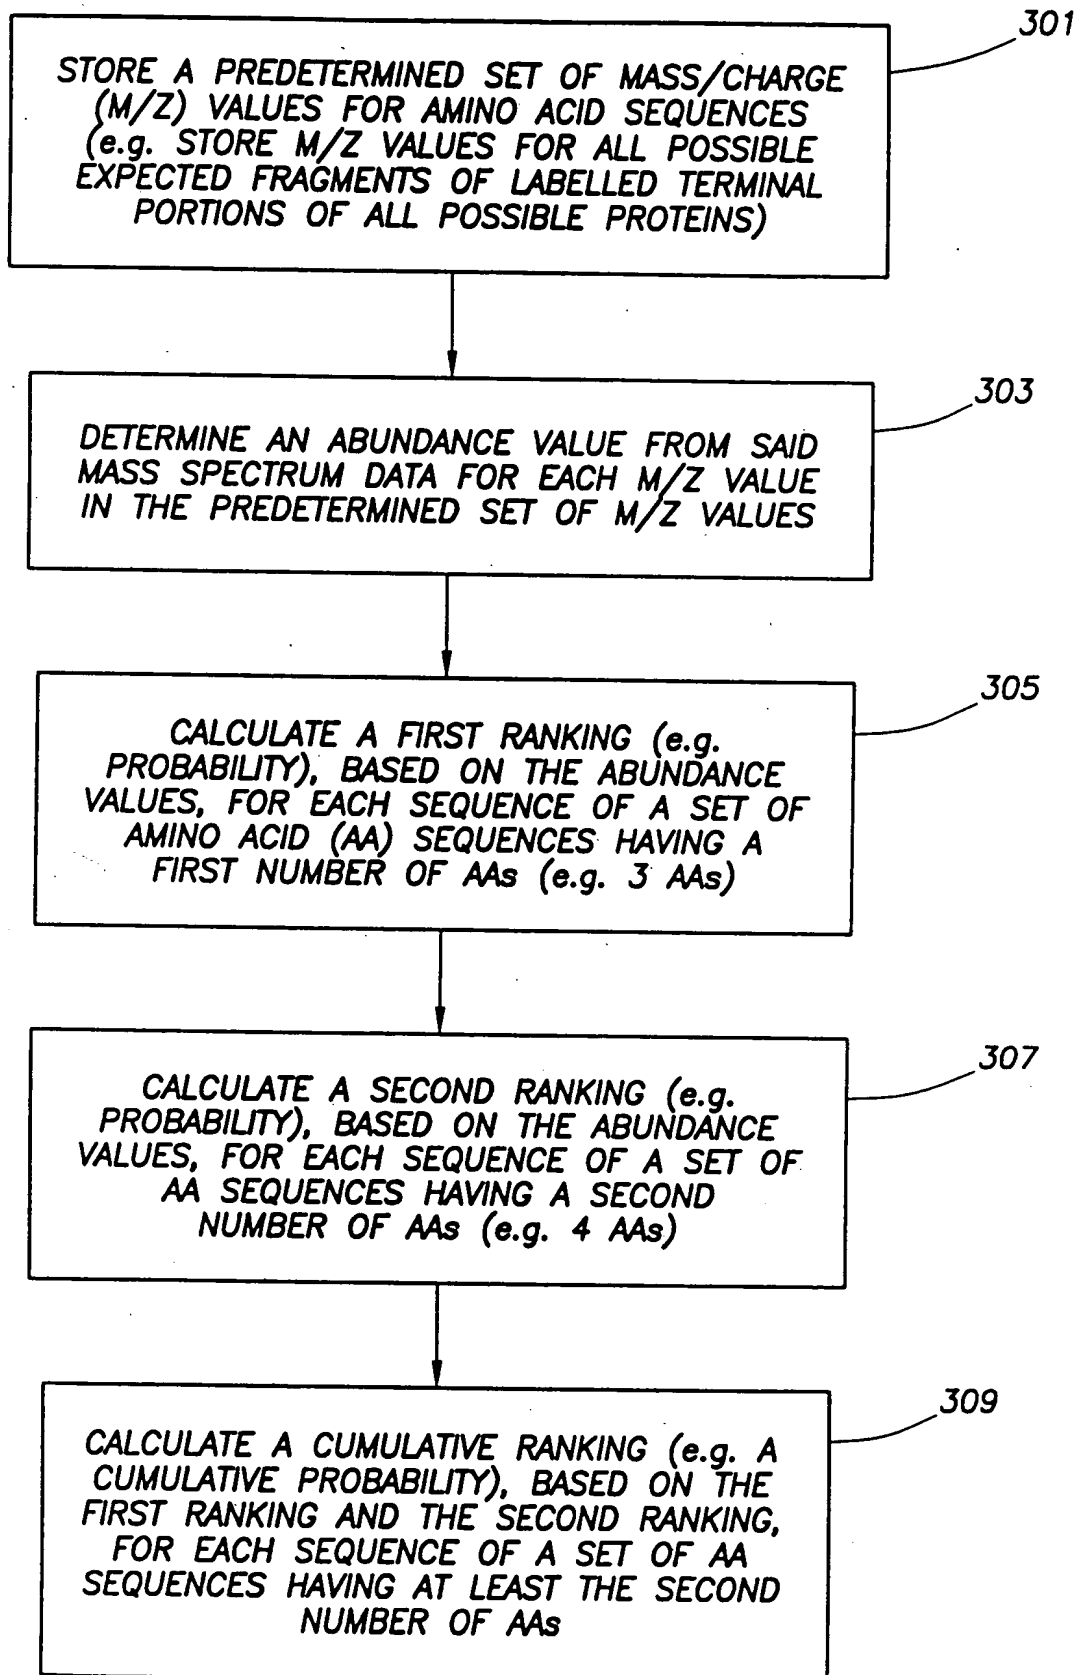 301
STORE A PREDETERMINED SET OF MASS/CHARGE
(M/Z) VALUES FOR AMINO ACID SEQUENCES
(e.g. STORE M/Z VALUES FOR ALL POSSIBLE
EXPECTED FRAGMENTS OF LABELLED TERMINAL
PORTIONS OF ALL POSSIBLE PROTEINS)
303
DETERMINE AN ABUNDANCE VALUE FROM SAID
MASS SPECTRUM DATA FOR EACH M/Z VALUE
IN THE PREDETERMINED SET OF M/Z VALUES
305
CALCULATE A FIRST RANKING (e.g.
PROBABILITY), BASED ON THE ABUNDANCE
VALUES, FOR EACH SEQUENCE OF A SET OF
AMINO ACID (AA) SEQUENCES HAVING A
FIRST NUMBER OF AAs (e.g. 3 AAs)
307
CALCULATE A SECOND RANKING (e.g.
PROBABILITY), BASED ON THE ABUNDANCE
VALUES, FOR EACH SEQUENCE OF A SET OF
AA SEQUENCES HAVING A SECOND
NUMBER OF AAs (e.g. 4 AAs)
309
CALCULATE A CUMULATIVE RANKING (e.g. A
CUMULATIVE PROBABILITY), BASED ON THE
FIRST RANKING AND THE SECOND RANKING,
FOR EACH SEQUENCE OF A SET OF AA
SEQUENCES HAVING AT LEAST THE SECOND
NUMBER OF AAs